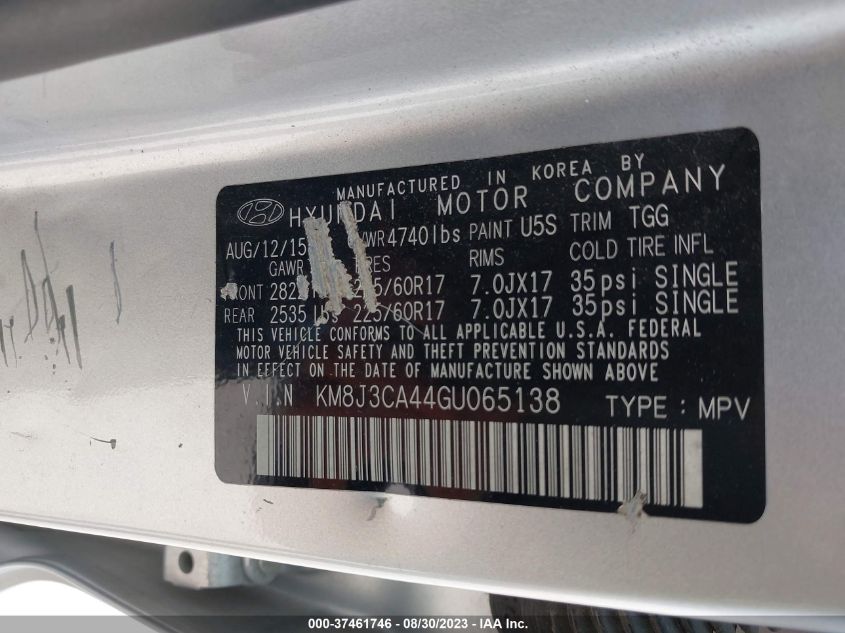 MANUFACTURED IN KOREA BY
HYUNDAI MOTOR COMPANY
AUG/12/15 GVWR 4740lbs PAINT U5S TRIM TGG
GAWR RIMS COLD TIRE INFL
FRONT 225/60R17 7.0JX17 35psi SINGLE
REAR 2535 lbs 225/60R17 7.0JX17 35psi SINGLE
THIS VEHICLE CONFORMS TO ALL APPLICABLE U.S.A. FEDERAL
MOTOR VEHICLE SAFETY AND THEFT PREVENTION STANDARDS
IN EFFECT ON THE DATE OF MANUFACTURE SHOWN ABOVE
V.I.N KM8J3CA44GU065138 TYPE : MPV
000-37461746 | 08/30/2023 - © IAA, Inc.